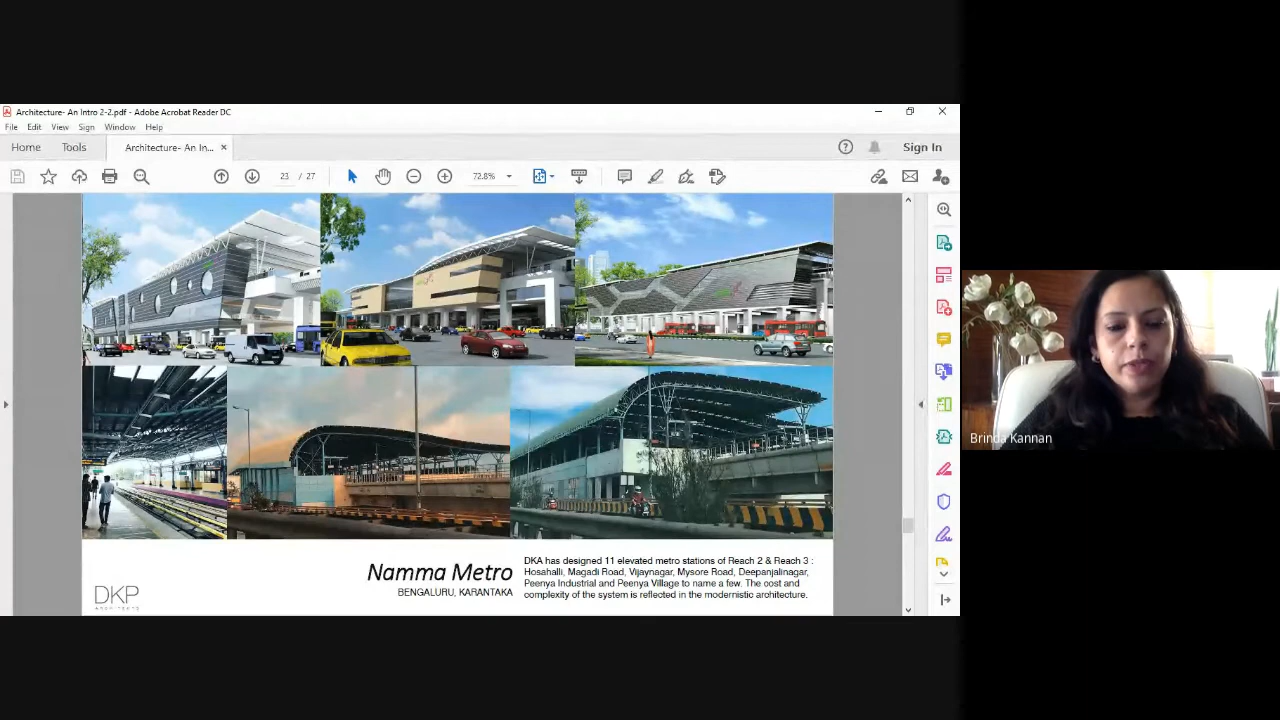 Architecture- An Intro 2-2.pdf - Adobe Acrobat Reader DC
File Edit View Sign Window Help
Home Tools Architecture- An In... × Sign In
23 / 27 72.8%
Namma Metro
BENGALURU, KARANTAKA
DKA has designed 11 elevated metro stations of Reach 2 & Reach 3 :
Hosahalli, Magadi Road, Vijaynagar, Mysore Road, Deepanjalinagar,
Peenya Industrial and Peenya Village to name a few. The cost and
complexity of the system is reflected in the modernistic architecture.
DKP
ARCHITECTS
Brinda Kannan